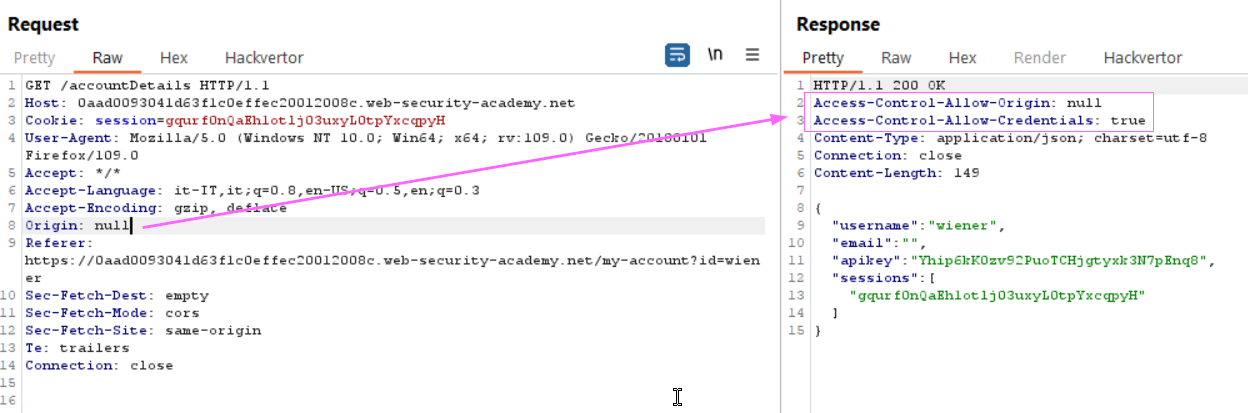 Request
Pretty Raw Hex Hackvertor \n
1 GET /accountDetails HTTP/1.1
2 Host: 0aad0093041d63f1c0effec20012008c.web-security-academy.net
3 Cookie: session=gqurf0nQaEhlotlj03uxyL0tpYxcqpyH
4 User-Agent: Mozilla/5.0 (Windows NT 10.0; Win64; x64; rv:109.0) Gecko/20100101
Firefox/109.0
5 Accept: */*
6 Accept-Language: it-IT,it;q=0.8,en-US;q=0.5,en;q=0.3
7 Accept-Encoding: gzip, deflate
8 Origin: null
9 Referer:
https://0aad0093041d63f1c0effec20012008c.web-security-academy.net/my-account?id=wien
er
10 Sec-Fetch-Dest: empty
11 Sec-Fetch-Mode: cors
12 Sec-Fetch-Site: same-origin
13 Te: trailers
14 Connection: close
15
16
Response
Pretty Raw Hex Render Hackvertor
1 HTTP/1.1 200 OK
2 Access-Control-Allow-Origin: null
3 Access-Control-Allow-Credentials: true
4 Content-Type: application/json; charset=utf-8
5 Connection: close
6 Content-Length: 149
7
8 {
9 "username":"wiener",
10 "email":"",
11 "apikey":"Yhip6kKOzv92PuoTCHjgtyxk3N7pEnq8",
12 "sessions":[
13 "gqurf0nQaEhlotlj03uxyL0tpYxcqpyH"
14 ]
15 }